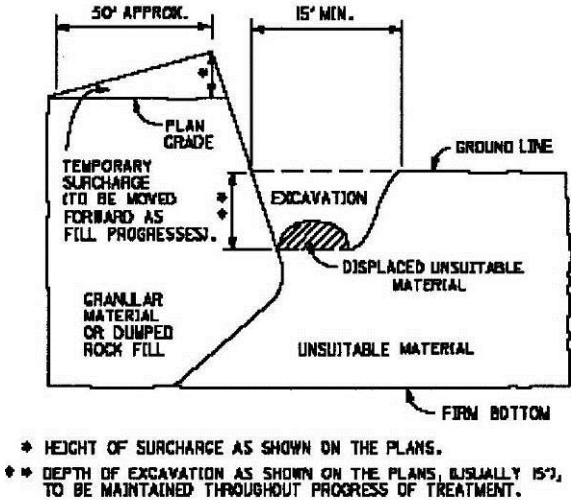 50' APPROX.
15' MIN.
*
PLAN
GRADE
GROUND LINE
TEMPORARY
SURCHARGE
(TO BE MOVED
FORWARD AS
FILL PROGRESSES).
* *
EXCAVATION
DISPLACED UNSUITABLE
MATERIAL
GRANULAR
MATERIAL
OR DUMPED
ROCK FILL
UNSUITABLE MATERIAL
FIRM BOTTOM
* HEIGHT OF SURCHARGE AS SHOWN ON THE PLANS.
* * DEPTH OF EXCAVATION AS SHOWN ON THE PLANS, (USUALLY 15'),
TO BE MAINTAINED THROUGHOUT PROGRESS OF TREATMENT.